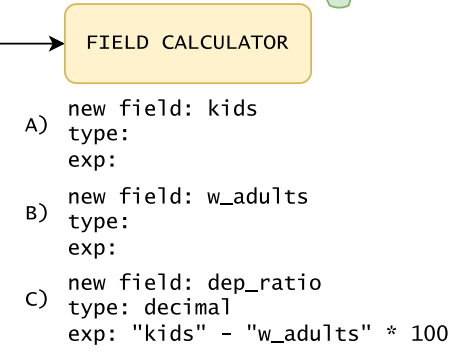 FIELD CALCULATOR
A) new field: kids
type:
exp:
B) new field: w_adults
type:
exp:
C) new field: dep_ratio
type: decimal
exp: "kids" - "w_adults" * 100